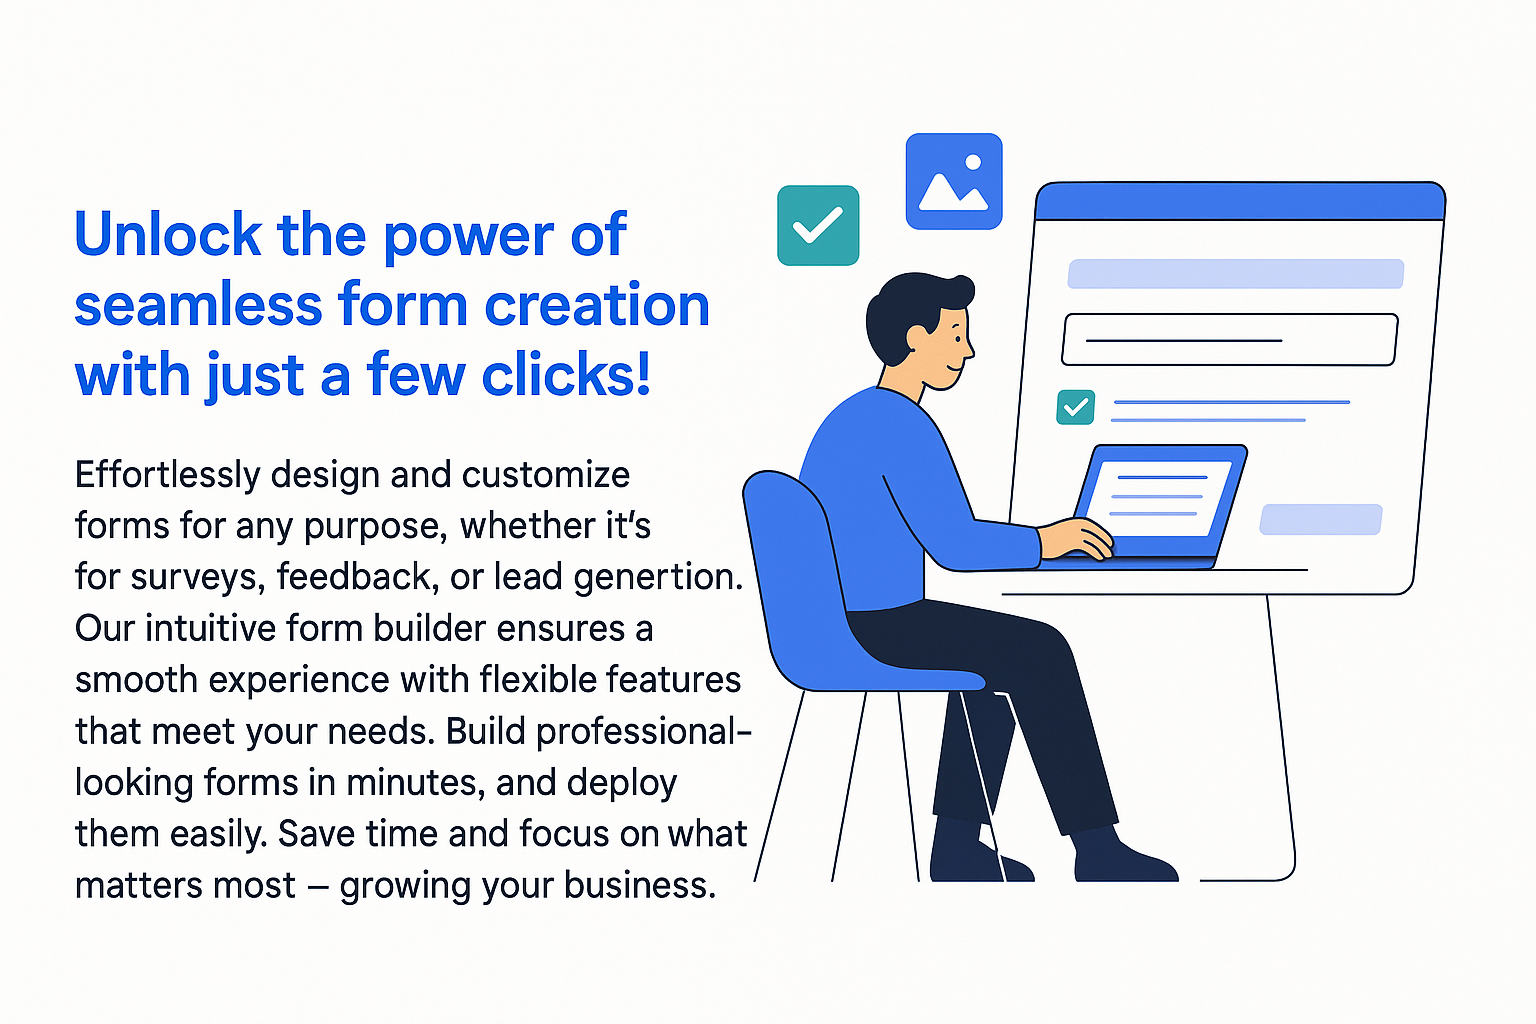 Unlock the power of
seamless form creation
with just a few clicks!
Effortlessly design and customize
forms for any purpose, whether it's
for surveys, feedback, or lead genertion.
Our intuitive form builder ensures a
smooth experience with flexible features
that meet your needs. Build professional-
looking forms in minutes, and deploy
them easily. Save time and focus on what
matters most – growing your business.